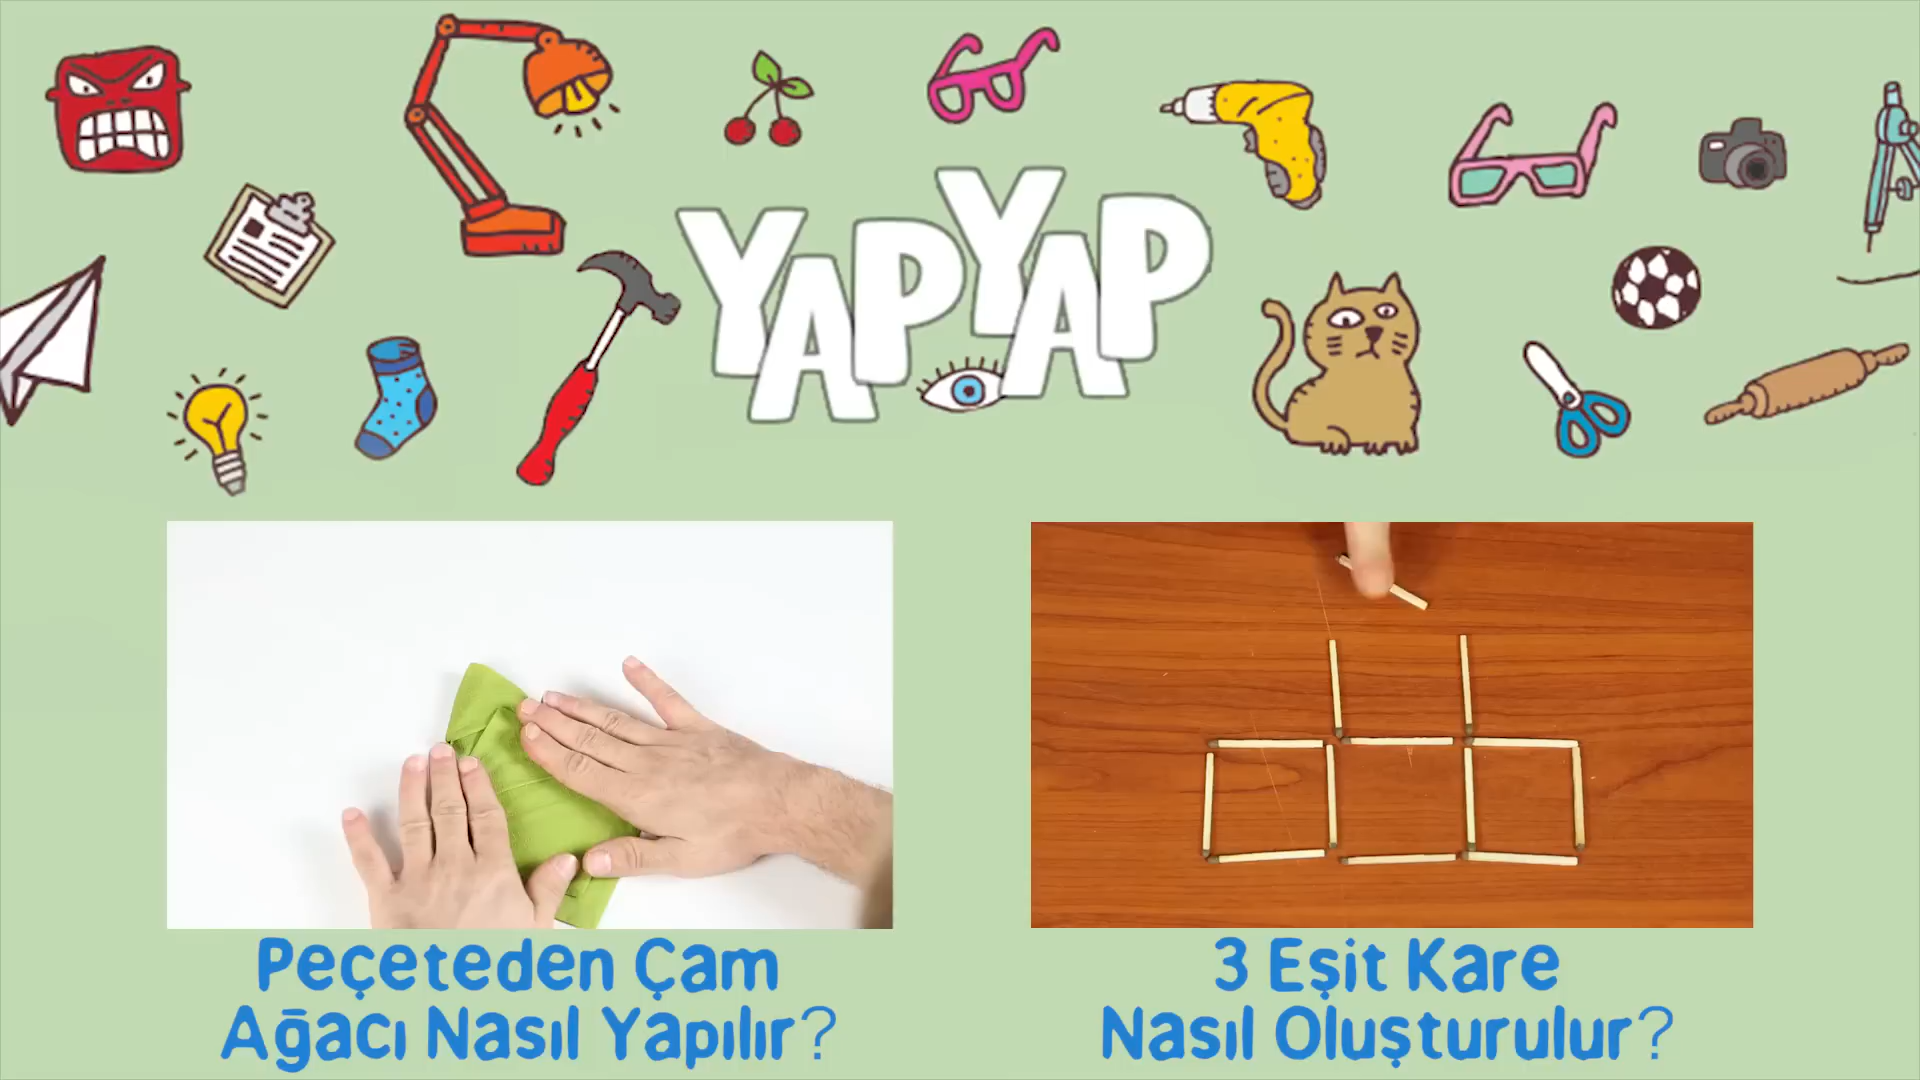 YAPYAP
Peçeteden Çam
Ağacı Nasıl Yapılır?
3 Eşit Kare
Nasıl Oluşturulur?